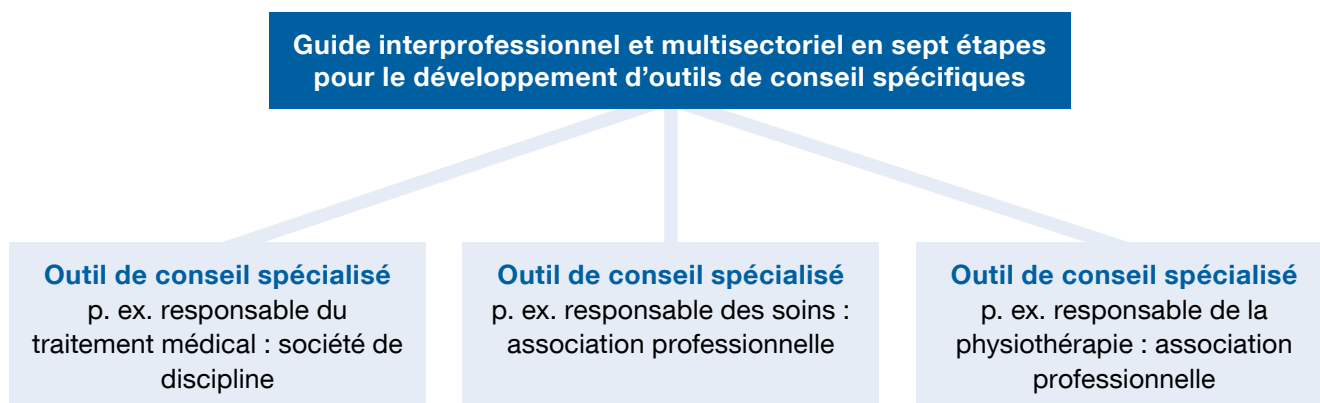 Guide interprofessionnel et multisectoriel en sept étapes
pour le développement d’outils de conseil spécifiques
Outil de conseil spécialisé
p. ex. responsable du
traitement médical : société de
discipline
Outil de conseil spécialisé
p. ex. responsable des soins :
association professionnelle
Outil de conseil spécialisé
p. ex. responsable de la
physiothérapie : association
professionnelle